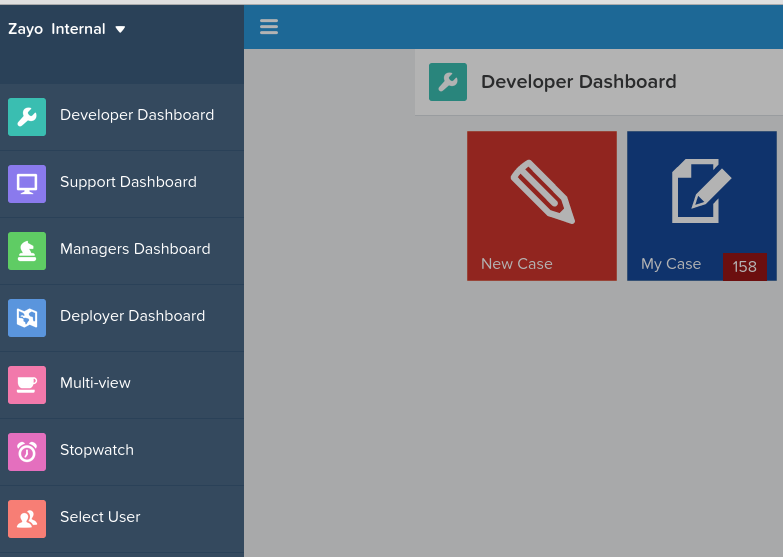 Zayo Internal
Developer Dashboard
Support Dashboard
Managers Dashboard
Deployer Dashboard
Multi-view
Stopwatch
Select User
Developer Dashboard
New Case
My Case 158